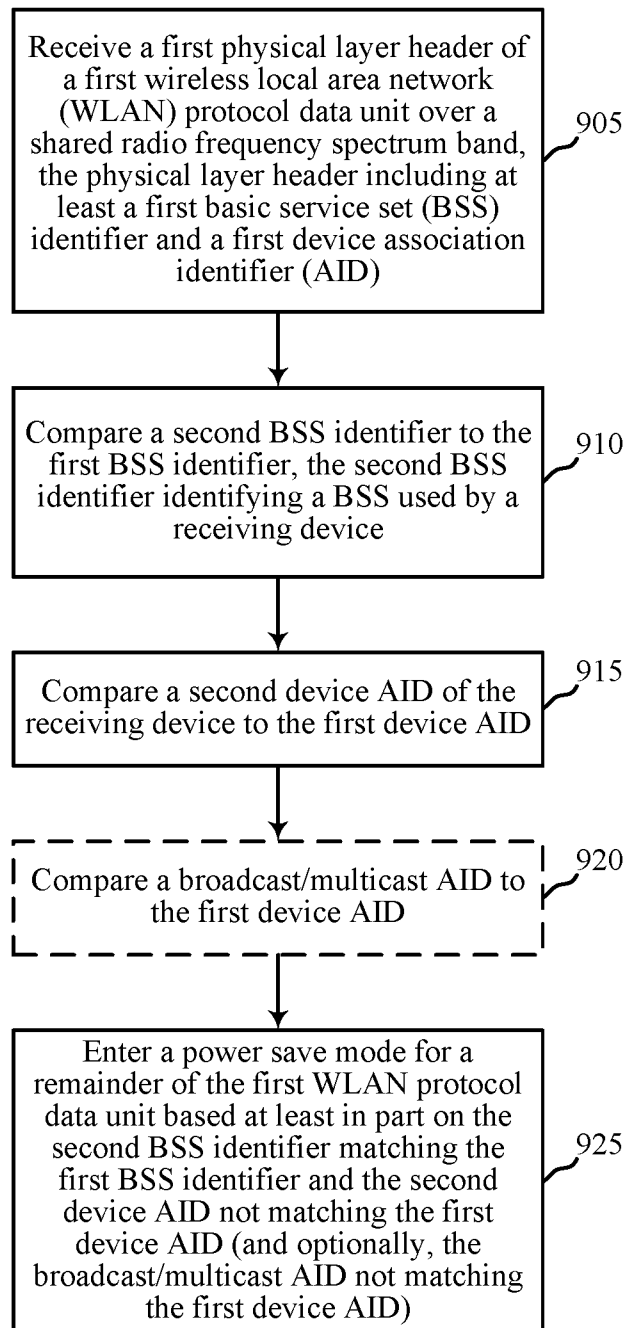 Receive a first physical layer header of
a first wireless local area network
(WLAN) protocol data unit over a
shared radio frequency spectrum band,
the physical layer header including at
least a first basic service set (BSS)
identifier and a first device association
identifier (AID)
905
Compare a second BSS identifier to the
first BSS identifier, the second BSS
identifier identifying a BSS used by a
receiving device
910
Compare a second device AID of the
receiving device to the first device AID
915
Compare a broadcast/multicast AID to
the first device AID
920
Enter a power save mode for a
remainder of the first WLAN protocol
data unit based at least in part on the
second BSS identifier matching the
first BSS identifier and the second
device AID not matching the first
device AID (and optionally, the
broadcast/multicast AID not matching
the first device AID)
925